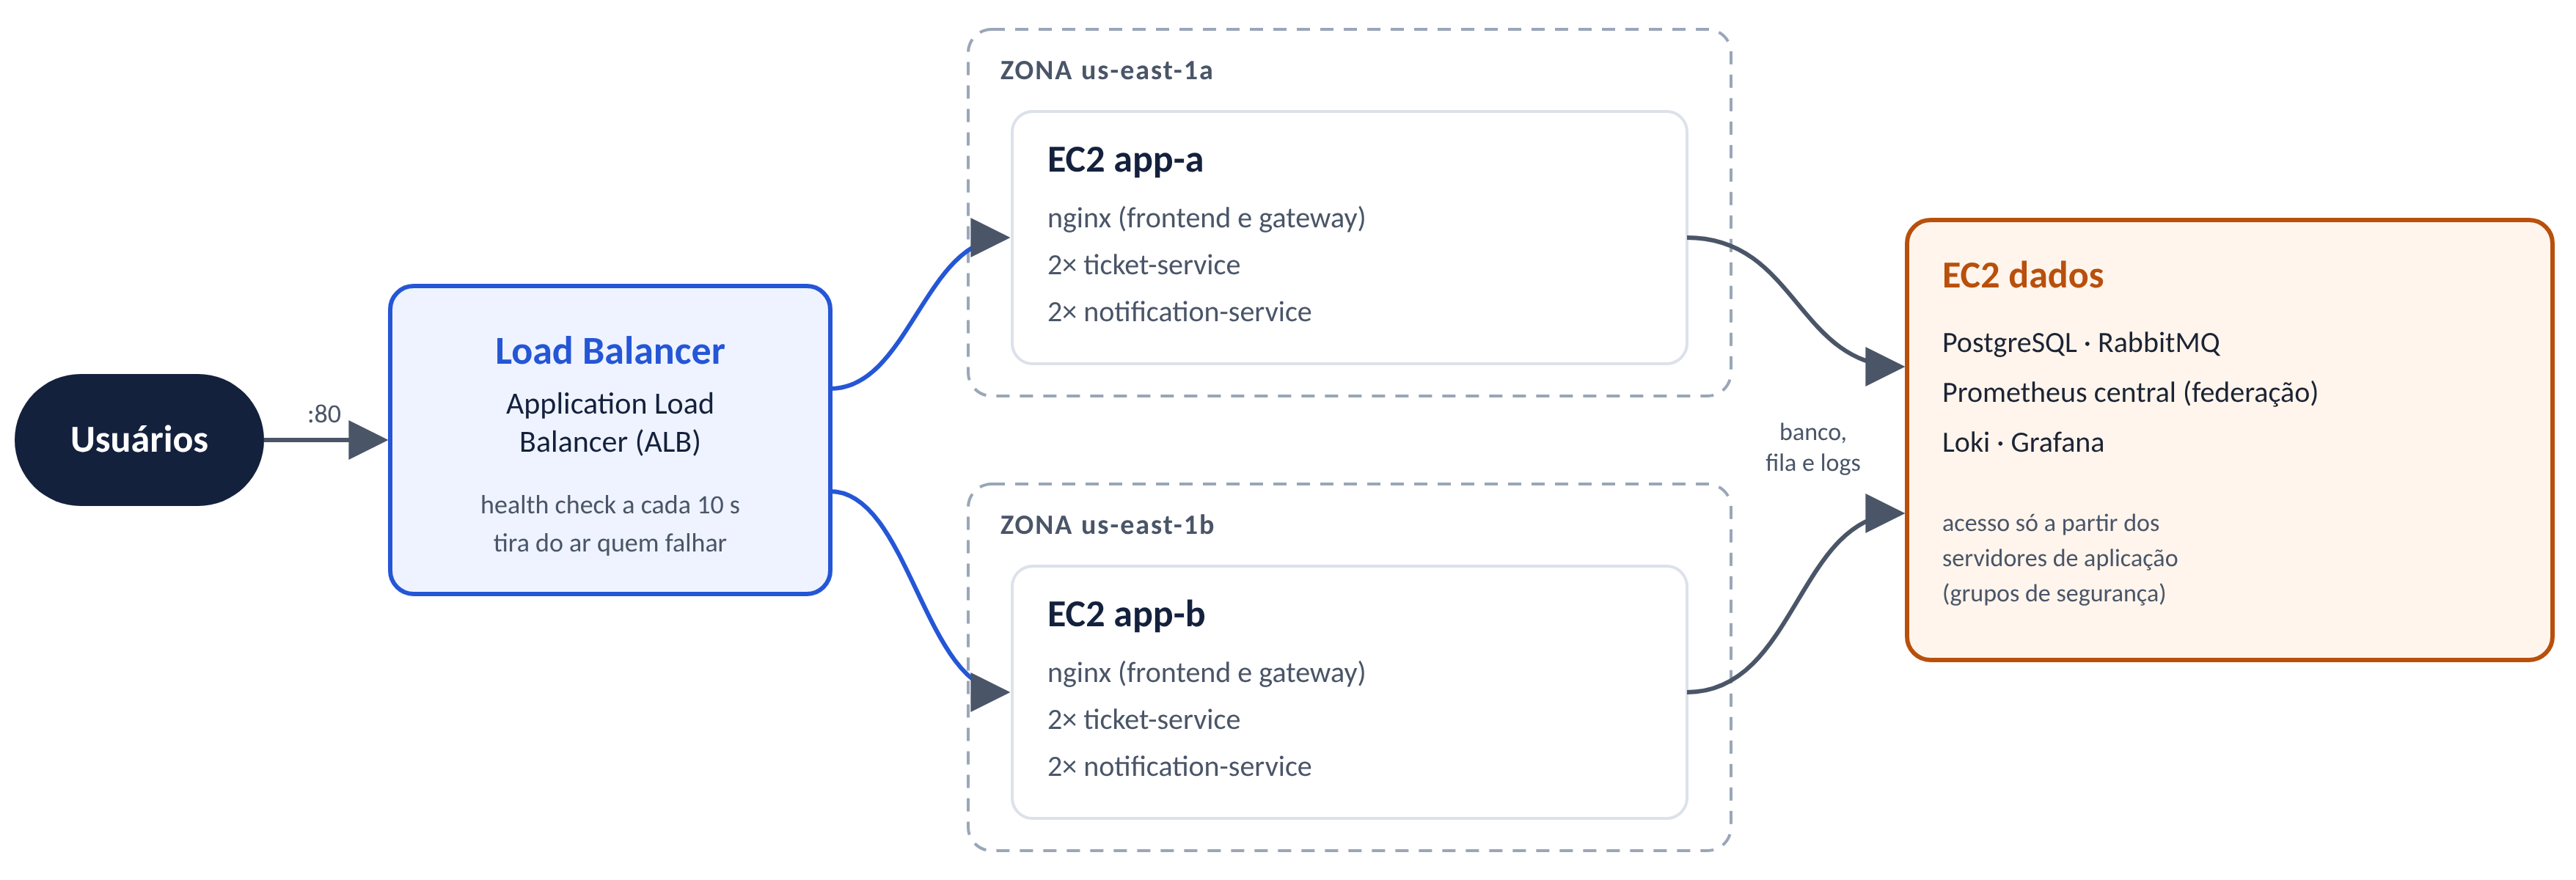 Usuários
:80
Load Balancer
Application Load
Balancer (ALB)
health check a cada 10 s
tira do ar quem falhar
ZONA us-east-1a
EC2 app-a
nginx (frontend e gateway)
2× ticket-service
2× notification-service
ZONA us-east-1b
EC2 app-b
nginx (frontend e gateway)
2× ticket-service
2× notification-service
banco,
fila e logs
EC2 dados
PostgreSQL · RabbitMQ
Prometheus central (federação)
Loki · Grafana
acesso só a partir dos
servidores de aplicação
(grupos de segurança)